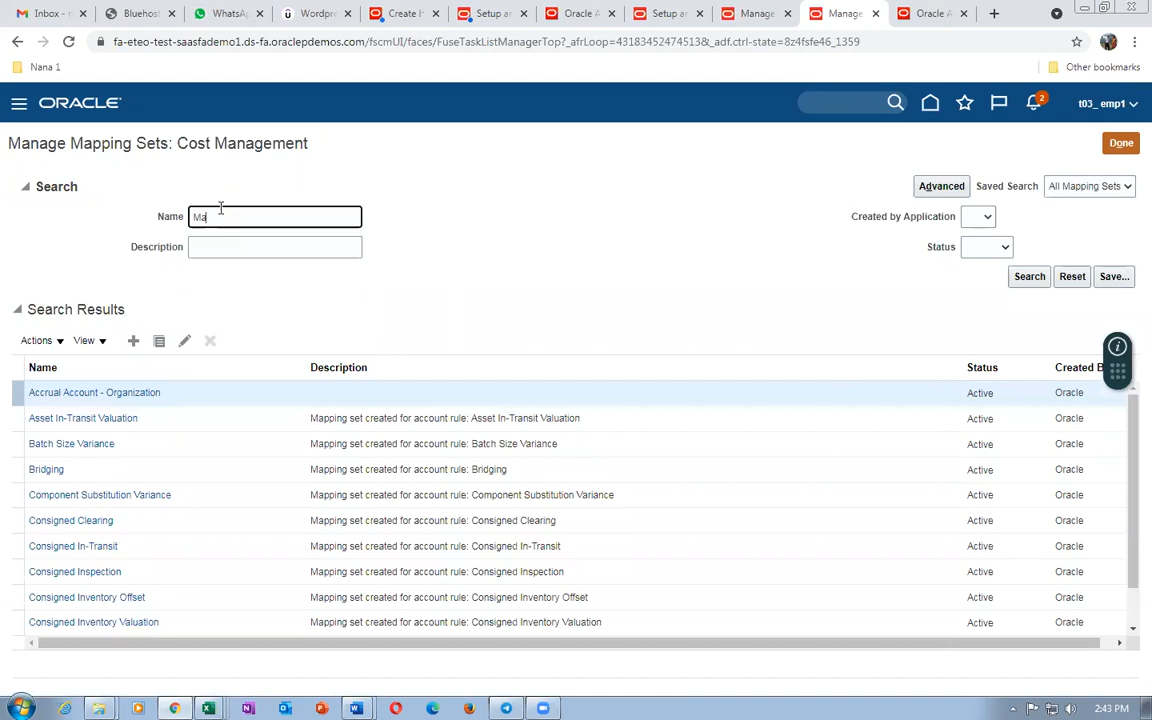 Inbox -
Bluehost
WhatsA
Wordpre
Create I
Setup a
Oracle A
Setup a
Manage
Manage
Oracle A
fa-eteo-test-saasfademo1.ds-fa.oraclepdemos.com/fscmUI/faces/FuseTaskListManagerTop?_afrLoop=43183452474513&_adf.ctrl-state=8z4fsfe46_1359
Nana 1
Other bookmarks
ORACLE
2
t03_ emp1
Manage Mapping Sets: Cost Management
Done
Search
Advanced
Saved Search
All Mapping Sets
Name
Ma
Created by Application
Description
Status
Search
Reset
Save...
Search Results
Actions
View
Name
Description
Status
Created B
Accrual Account - Organization
Active
Oracle
Asset In-Transit Valuation
Mapping set created for account rule: Asset In-Transit Valuation
Active
Oracle
Batch Size Variance
Mapping set created for account rule: Batch Size Variance
Active
Oracle
Bridging
Mapping set created for account rule: Bridging
Active
Oracle
Component Substitution Variance
Mapping set created for account rule: Component Substitution Variance
Active
Oracle
Consigned Clearing
Mapping set created for account rule: Consigned Clearing
Active
Oracle
Consigned In-Transit
Mapping set created for account rule: Consigned In-Transit
Active
Oracle
Consigned Inspection
Mapping set created for account rule: Consigned Inspection
Active
Oracle
Consigned Inventory Offset
Mapping set created for account rule: Consigned Inventory Offset
Active
Oracle
Consigned Inventory Valuation
Mapping set created for account rule: Consigned Inventory Valuation
Active
Oracle
2:43 PM